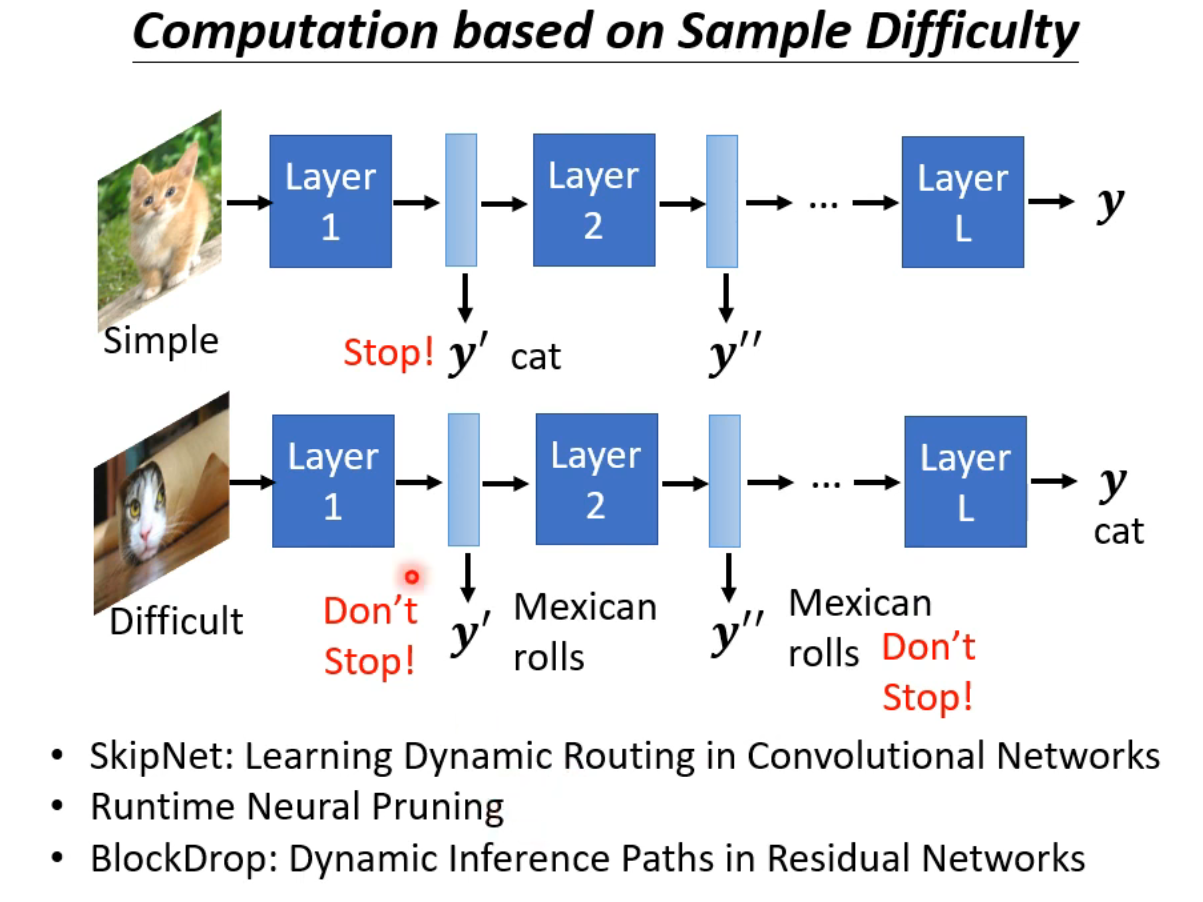 Computation based on Sample Difficulty
Layer
1
Layer
2
...
Layer
L
y
Simple
Stop! y′ cat
y′′
Layer
1
Layer
2
...
Layer
L
y
cat
Difficult
Don’t
Stop!
y′
Mexican
rolls
y′′
Mexican
rolls
Don’t
Stop!
• SkipNet: Learning Dynamic Routing in Convolutional Networks
• Runtime Neural Pruning
• BlockDrop: Dynamic Inference Paths in Residual Networks